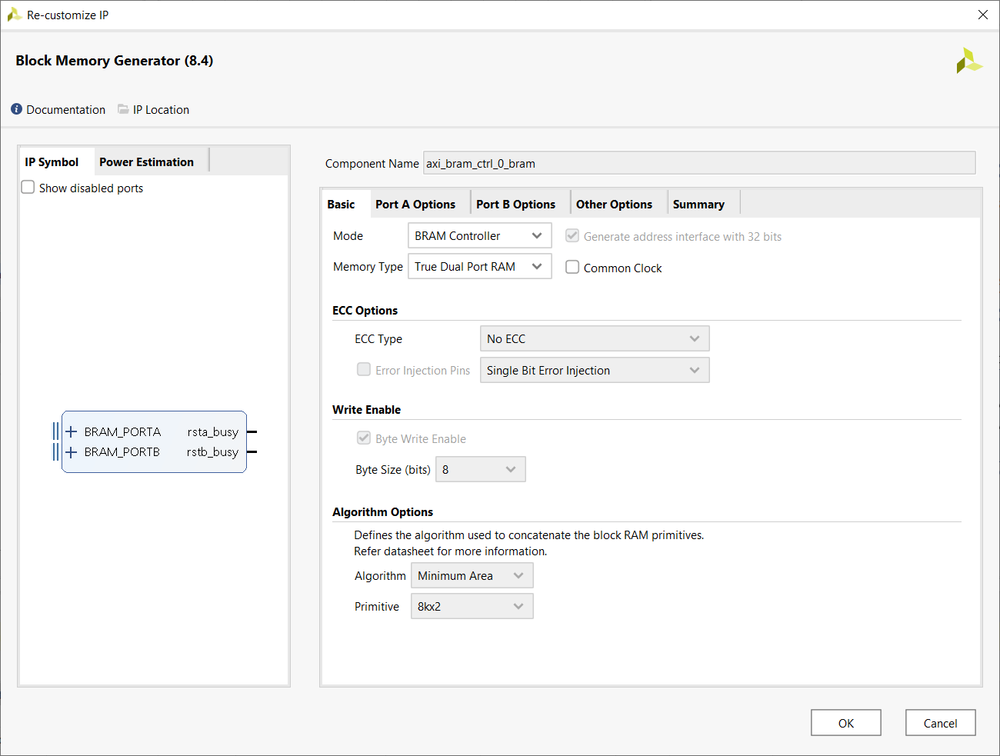 Re-customize IP
Block Memory Generator (8.4)
Documentation IP Location
IP Symbol Power Estimation
Show disabled ports
BRAM_PORTA rsta_busy
BRAM_PORTB rstb_busy
Component Name axi_bram_ctrl_0_bram
Basic Port A Options Port B Options Other Options Summary
Mode BRAM Controller Generate address interface with 32 bits
Memory Type True Dual Port RAM Common Clock
ECC Options
ECC Type No ECC
Error Injection Pins Single Bit Error Injection
Write Enable
Byte Write Enable
Byte Size (bits) 8
Algorithm Options
Defines the algorithm used to concatenate the block RAM primitives.
Refer datasheet for more information.
Algorithm Minimum Area
Primitive 8kx2
OK Cancel